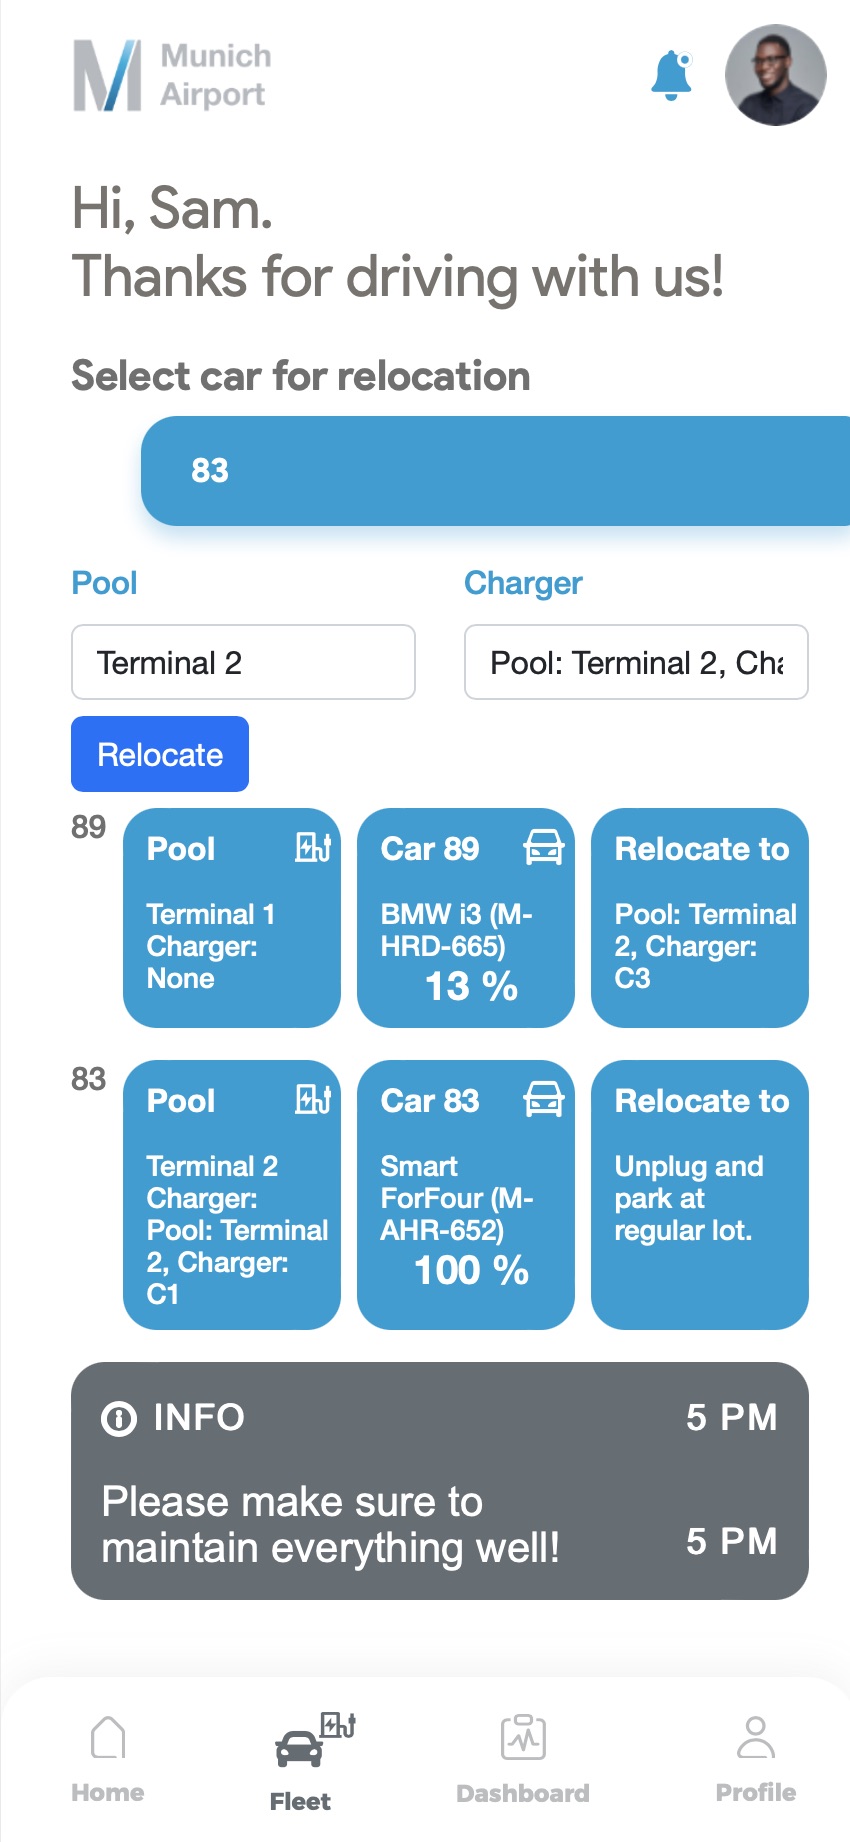 Munich
Airport
Hi, Sam.
Thanks for driving with us!
Select car for relocation
83
Pool
Charger
Terminal 2
Pool: Terminal 2, Cha
Relocate
89
Pool
Terminal 1
Charger:
None
Car 89
BMW i3 (M-
HRD-665)
13 %
Relocate to
Pool: Terminal
2, Charger:
C3
83
Pool
Terminal 2
Charger:
Pool: Terminal
2, Charger:
C1
Car 83
Smart
ForFour (M-
AHR-652)
100 %
Relocate to
Unplug and
park at
regular lot.
INFO
5 PM
Please make sure to
maintain everything well!
5 PM
Home
Fleet
Dashboard
Profile